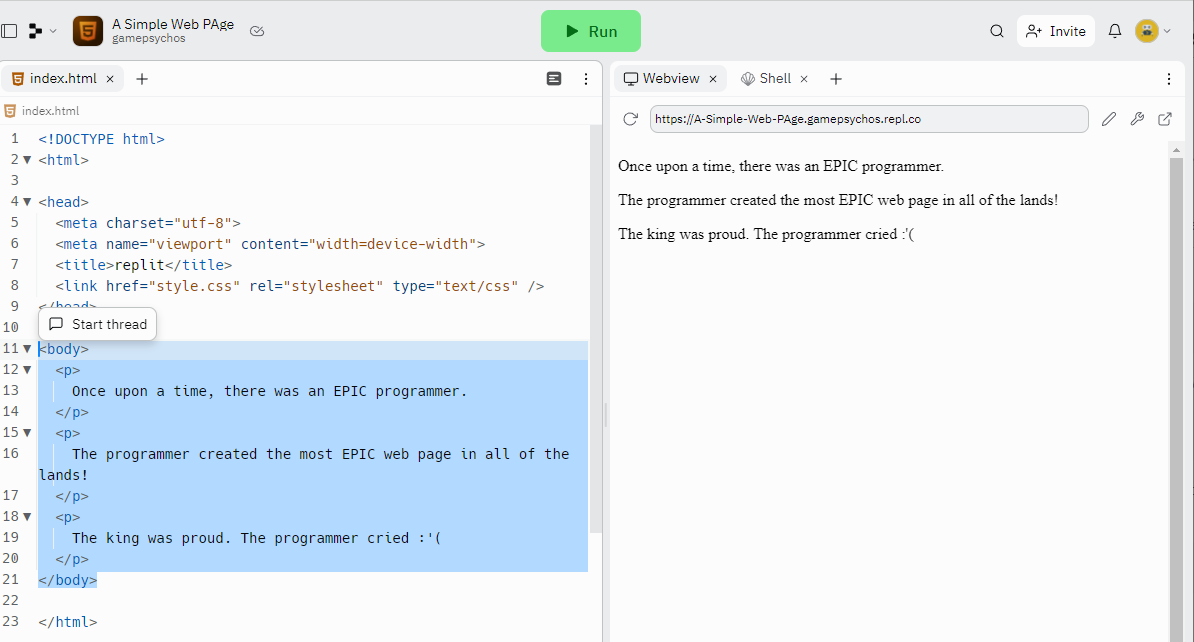 A Simple Web PAge
gamepsychos
Run
Invite
index.html
index.html
1 <!DOCTYPE html>
2 <html>
3
4 <head>
5 <meta charset="utf-8">
6 <meta name="viewport" content="width=device-width">
7 <title>replit</title>
8 <link href="style.css" rel="stylesheet" type="text/css" />
9 </head>
Start thread
10
11 <body>
12 <p>
13 Once upon a time, there was an EPIC programmer.
14 </p>
15 <p>
16 The programmer created the most EPIC web page in all of the
lands!
17 </p>
18 <p>
19 The king was proud. The programmer cried :'(
20 </p>
21 </body>
22
23 </html>
Webview
Shell
https://A-Simple-Web-PAge.gamepsychos.repl.co
Once upon a time, there was an EPIC programmer.
The programmer created the most EPIC web page in all of the lands!
The king was proud. The programmer cried :'(